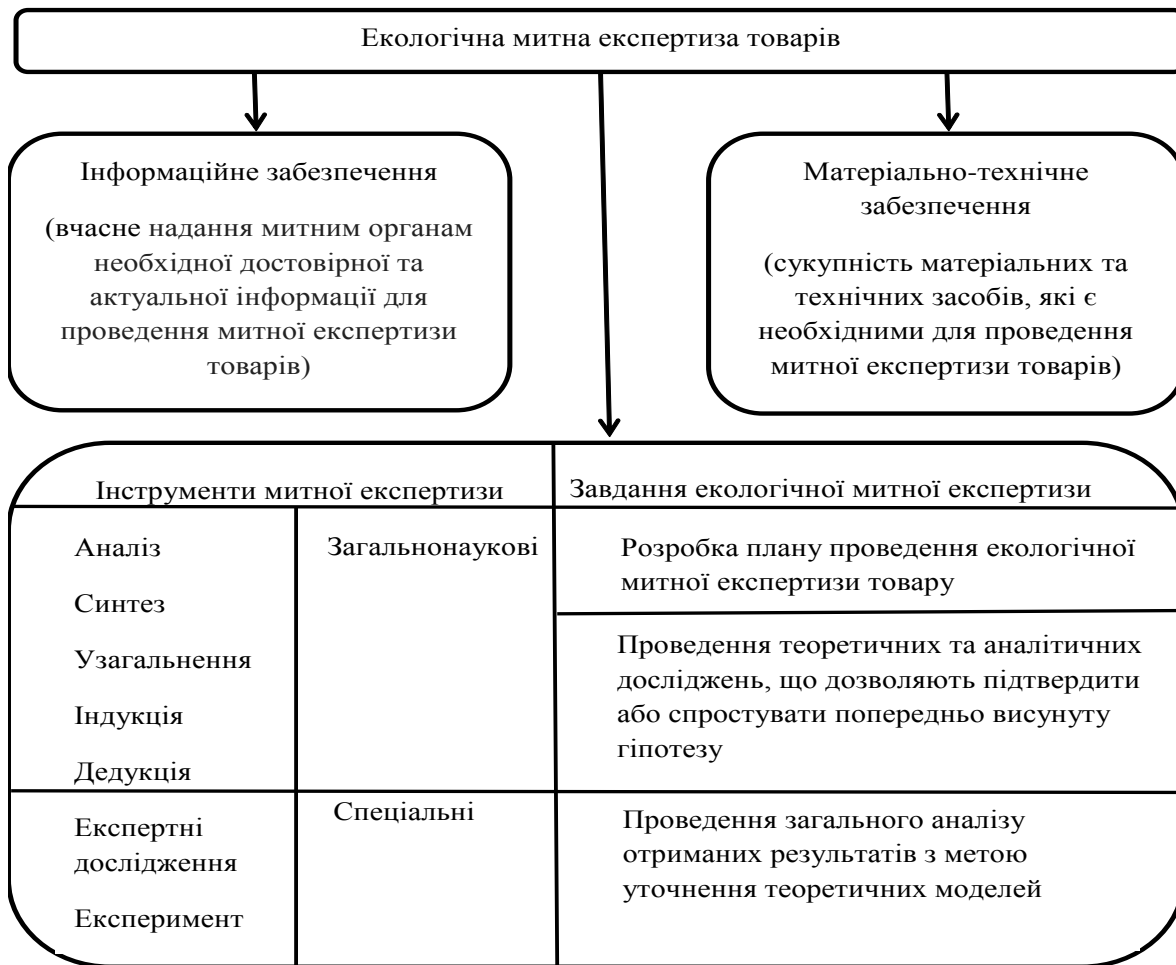 Екологічна митна експертиза товарів
Інформаційне забезпечення
(вчасне надання митним органам
необхідної достовірної та
актуальної інформації для
проведення митної експертизи
товарів)
Матеріально-технічне
забезпечення
(сукупність матеріальних та
технічних засобів, які є
необхідними для проведення
митної експертизи товарів)
Інструменти митної експертизи
Завдання екологічної митної експертизи
Аналіз
Синтез
Узагальнення
Індукція
Дедукція
Загальнонаукові
Розробка плану проведення екологічної
митної експертизи товару
Проведення теоретичних та аналітичних
досліджень, що дозволяють підтвердити
або спростувати попередньо висунуту
гіпотезу
Експертні
дослідження
Експеримент
Спеціальні
Проведення загального аналізу
отриманих результатів з метою
уточнення теоретичних моделей